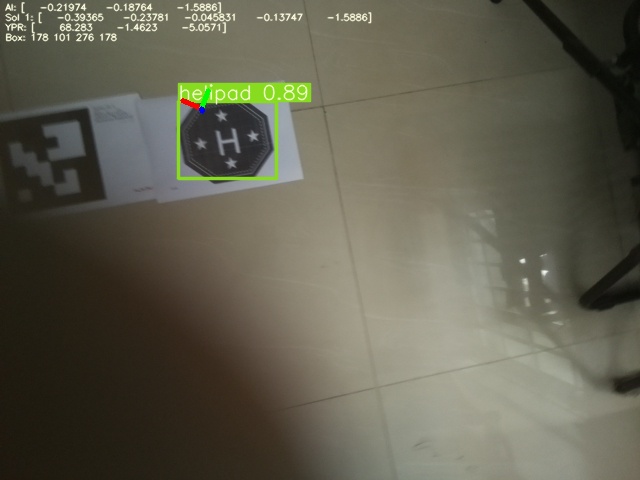 AI: [ -0.21974 -0.18764 -1.5886]
Sol 1: [ -0.39365 -0.23781 -0.045831 -0.13747 -1.5886]
YPR: [ 68.283 -1.4623 -5.0571]
Box: 178 101 276 178
helipad 0.89
H